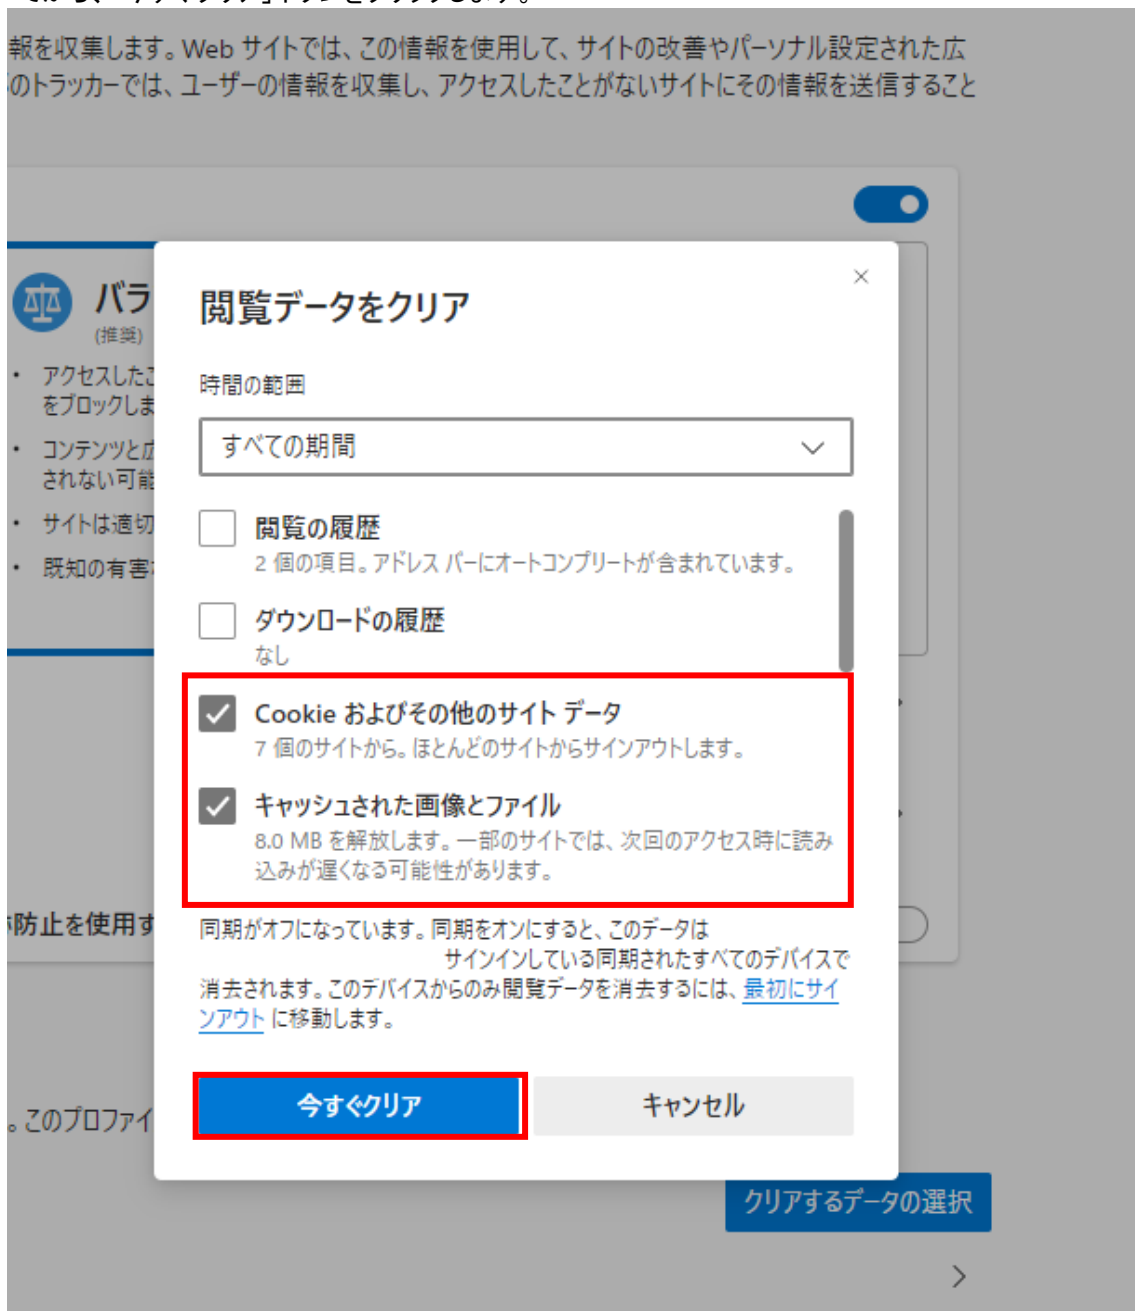 報を収集します。Web サイトでは、この情報を使用して、サイトの改善やパーソナル設定された広
のトラッカーでは、ユーザーの情報を収集し、アクセスしたことがないサイトにその情報を送信すること
バラ
(推奨)
• アクセスしたこ
をブロックしま
• コンテンツと広
されない可能
• サイトは適切
• 既知の有害
閲覧データをクリア
時間の範囲
すべての期間
閲覧の履歴
2 個の項目。アドレス バーにオートコンプリートが含まれています。
ダウンロードの履歴
なし
Cookie およびその他のサイト データ
7 個のサイトから。ほとんどのサイトからサインアウトします。
キャッシュされた画像とファイル
8.0 MB を解放します。一部のサイトでは、次回のアクセス時に読み
込みが遅くなる可能性があります。
同期がオフになっています。同期をオンにすると、このデータは
サインインしている同期されたすべてのデバイスで
消去されます。このデバイスからのみ閲覧データを消去するには、最初にサイ
ンアウト に移動します。
今すぐクリア
キャンセル
防止を使用す
。このプロファイ
クリアするデータの選択